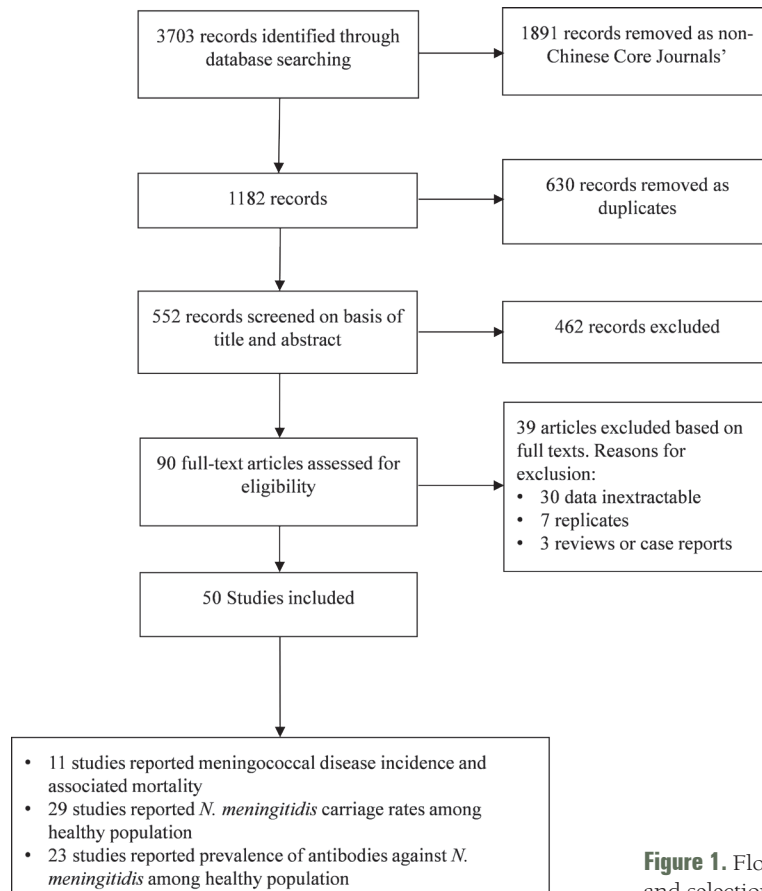 3703 records identified through
database searching
1891 records removed as non-
Chinese Core Journals’
1182 records
630 records removed as
duplicates
552 records screened on basis of
title and abstract
462 records excluded
90 full-text articles assessed for
eligibility
39 articles excluded based on
full texts. Reasons for
exclusion:
• 30 data inextractable
• 7 replicates
• 3 reviews or case reports
50 Studies included
• 11 studies reported meningococcal disease incidence and
associated mortality
• 29 studies reported N. meningitidis carriage rates among
healthy population
• 23 studies reported prevalence of antibodies against N.
meningitidis among healthy population
Figure 1. Flo
and selection